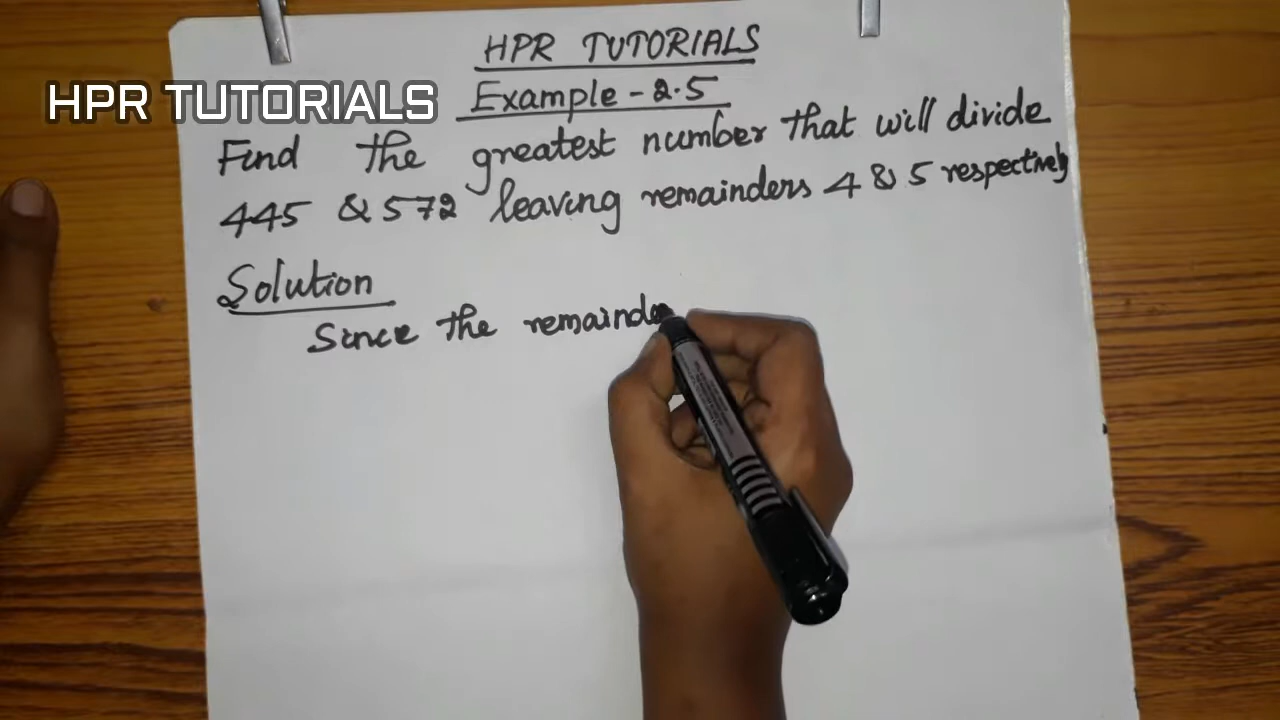 HPR TUTORIALS
HPR TUTORIALS
Example - 2.5
Find the greatest number that will divide
445 & 572 leaving remainders 4 & 5 respectively
Solution
Since the remainde